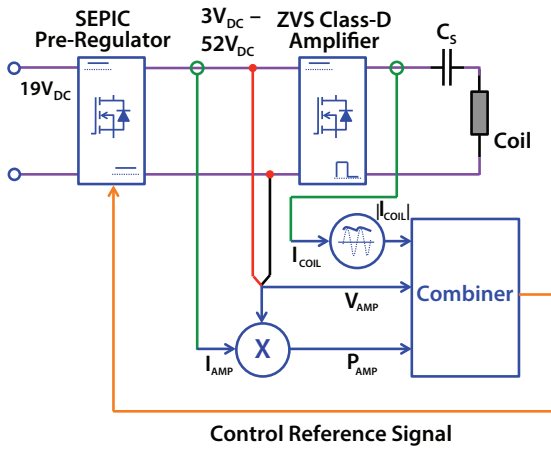 SEPIC
Pre-Regulator
3V_DC –
52V_DC
ZVS Class-D
Amplifier
C_S
19V_DC
Coil
|I_COIL|
I_COIL
Combiner
V_AMP
X
I_AMP
P_AMP
Control Reference Signal